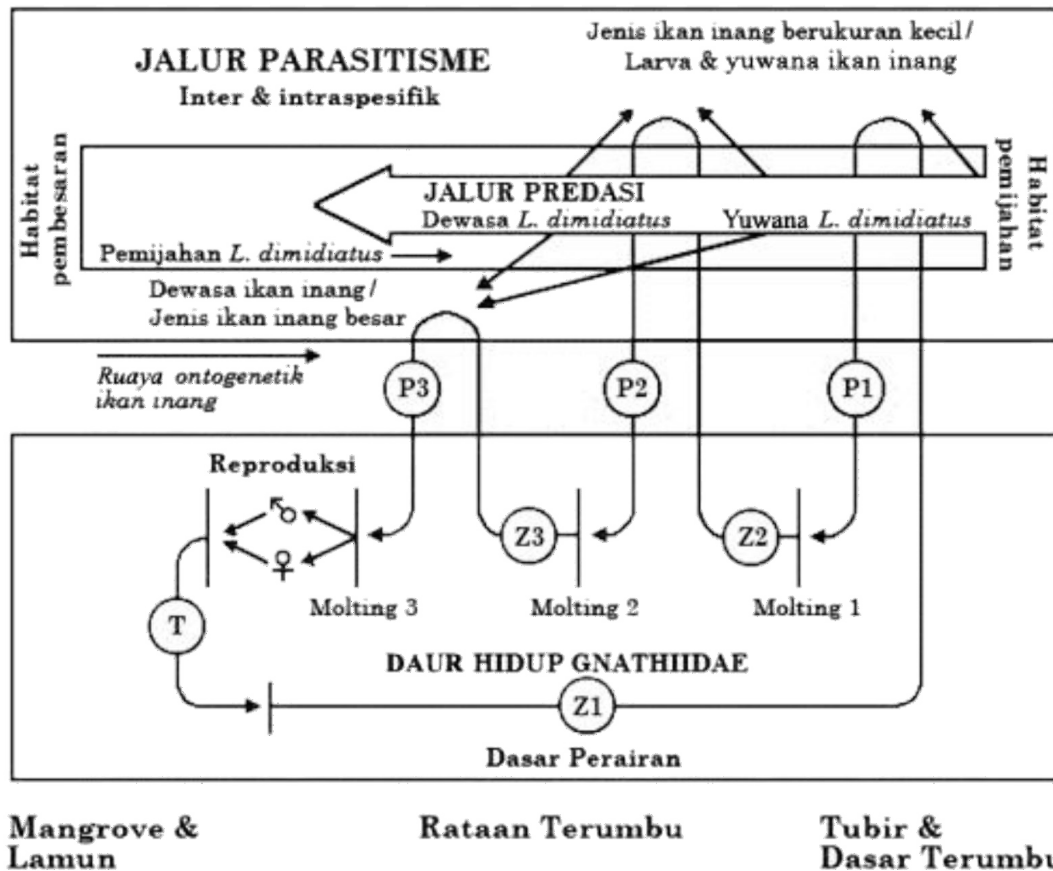 JALUR PARASITISME
Inter & intraspesifik
Jenis ikan inang berukuran kecil/
Larva & yuwana ikan inang
Habitat
pembesaran
Habitat
pemijahan
JALUR PREDASI
Dewasa L. dimidiatus
Yuwana L. dimidiatus
Pemijahan L. dimidiatus
Dewasa ikan inang/
Jenis ikan inang besar
Ruaya ontogenetik
ikan inang
P3
P2
P1
Reproduksi
♂
♀
Z3
Z2
Molting 3
Molting 2
Molting 1
T
DAUR HIDUP GNATHIIDAE
Z1
Dasar Perairan
Mangrove &
Lamun
Rataan Terumbu
Tubir &
Dasar Terumbu